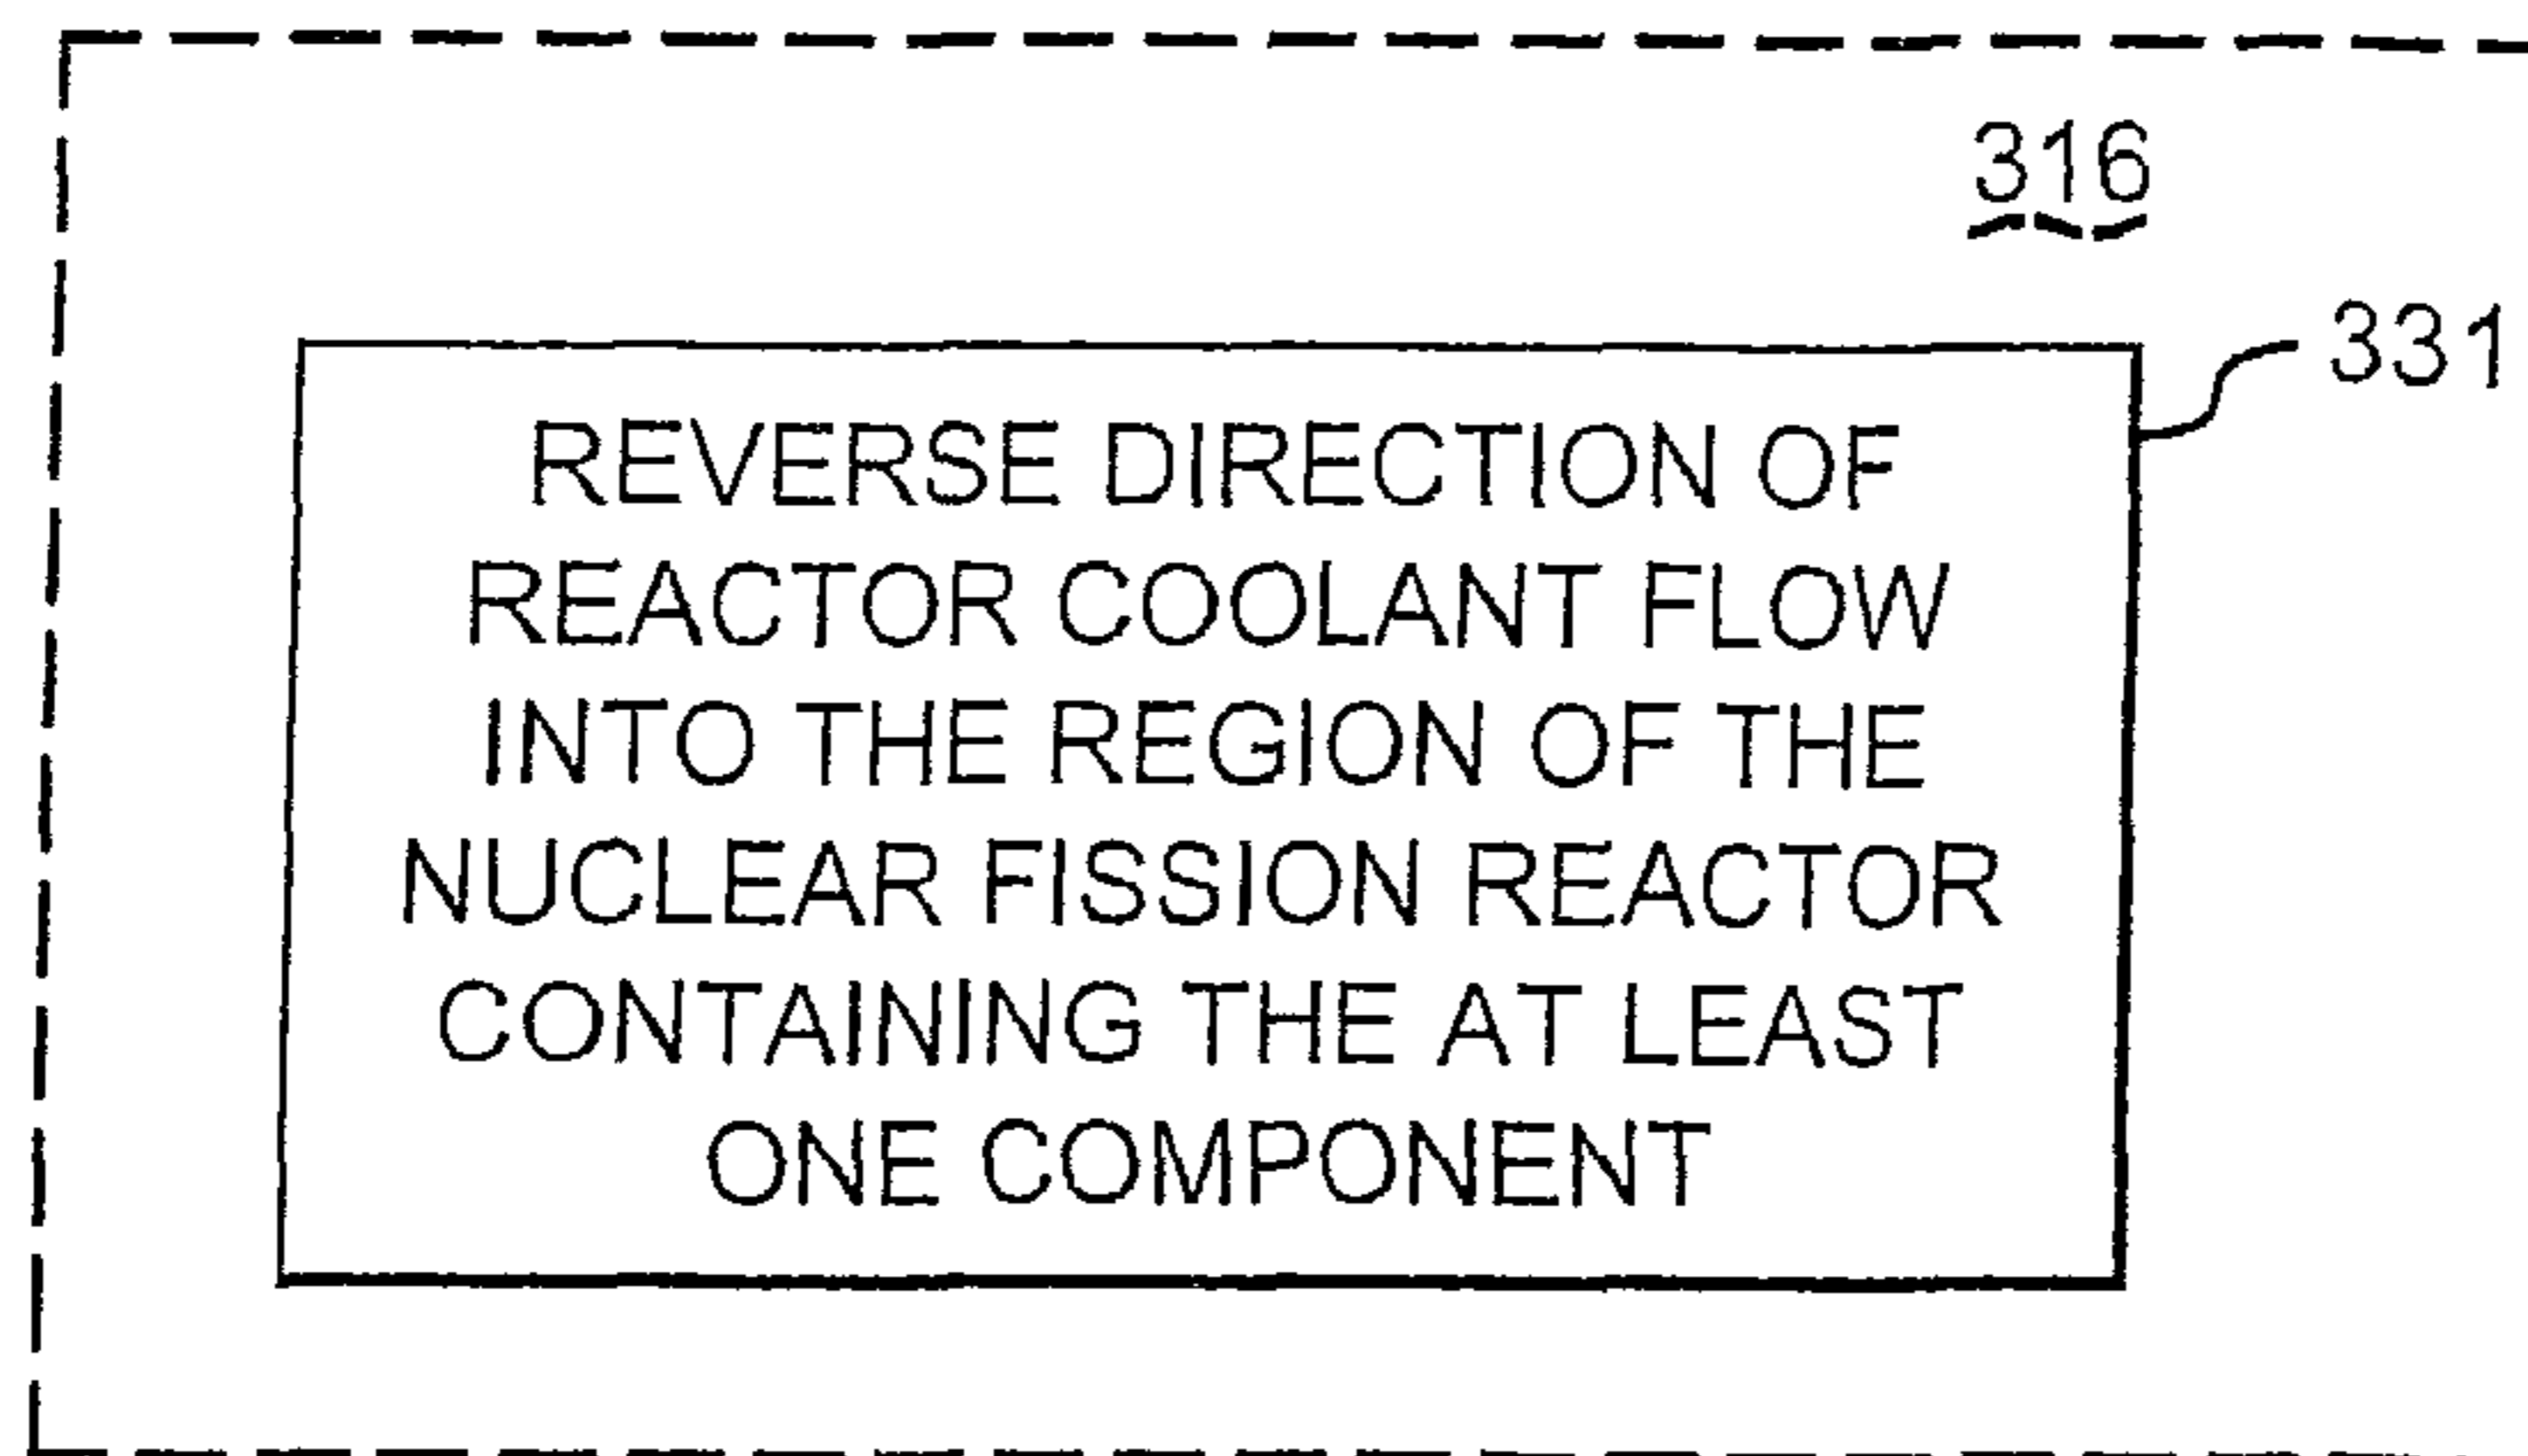 316
331
REVERSE DIRECTION OF
REACTOR COOLANT FLOW
INTO THE REGION OF THE
NUCLEAR FISSION REACTOR
CONTAINING THE AT LEAST
ONE COMPONENT